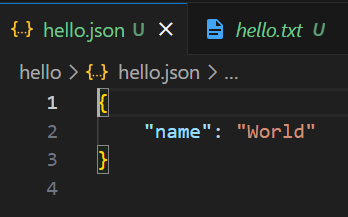 {..} hello.json U × hello.txt U
hello > {..} hello.json > ...
1 {
2 "name": "World"
3 }
4